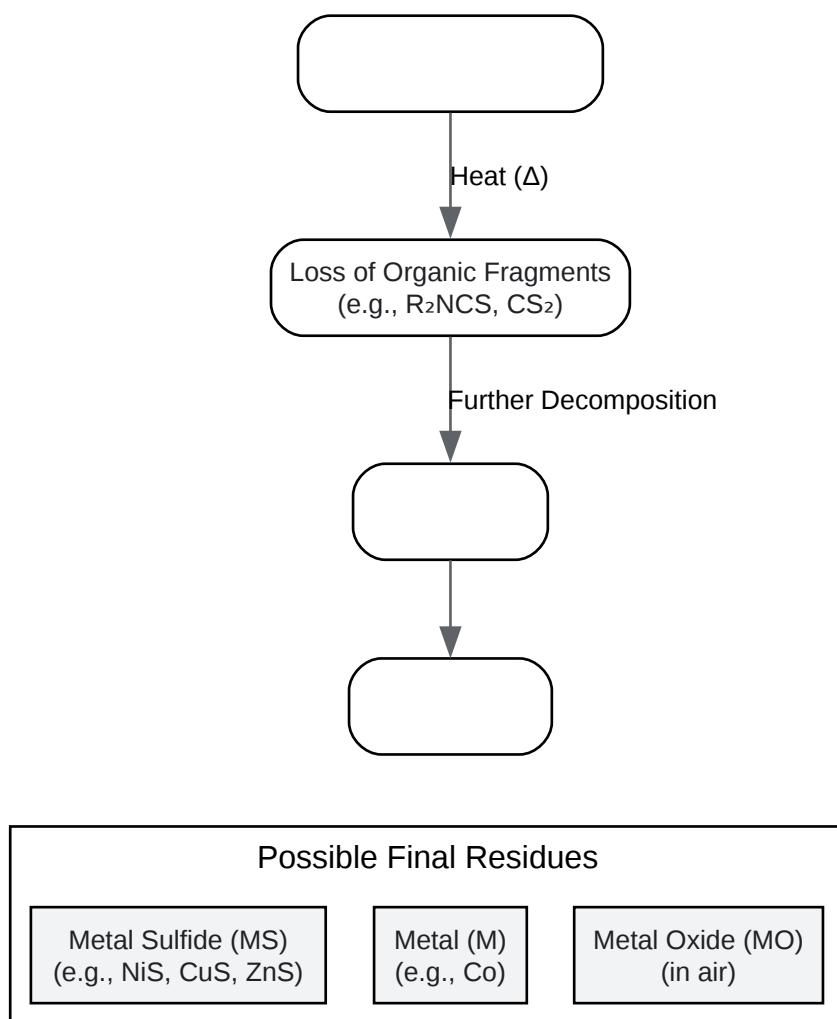 Heat (Δ)
Loss of Organic Fragments
(e.g., R₂NCS, CS₂)
Further Decomposition
Possible Final Residues
Metal Sulfide (MS)
(e.g., NiS, CuS, ZnS)
Metal (M)
(e.g., Co)
Metal Oxide (MO)
(in air)